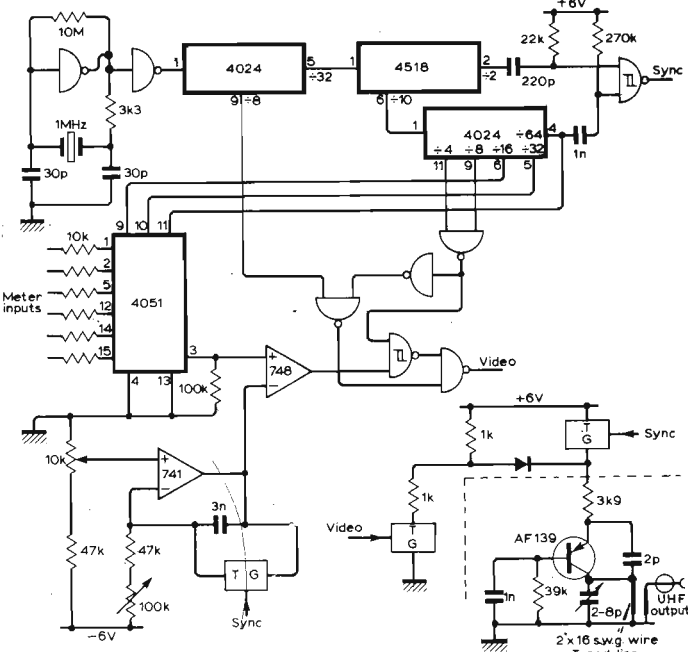 +6V
10M
22k
270k
1
4024
5
÷32
1
4518
2
÷2
220p
Sync
9
÷8
6
÷10
3k3
1MHz
1
4024
÷64
4
1n
÷4
÷8
÷16
÷32
11
9
6
5
30p
30p
9
10
11
10k
1
2
5
12
14
15
Meter
inputs
4051
3
4
13
100k
+
748
−
Video
+6V
1k
T
G
Sync
10k
+
741
−
3n
1k
3k9
Video
T
G
AF139
47k
47k
T G
2p
100k
1n
39k
2-8p
UHF
output
Sync
-6V
2"x16 s.w.g. wire